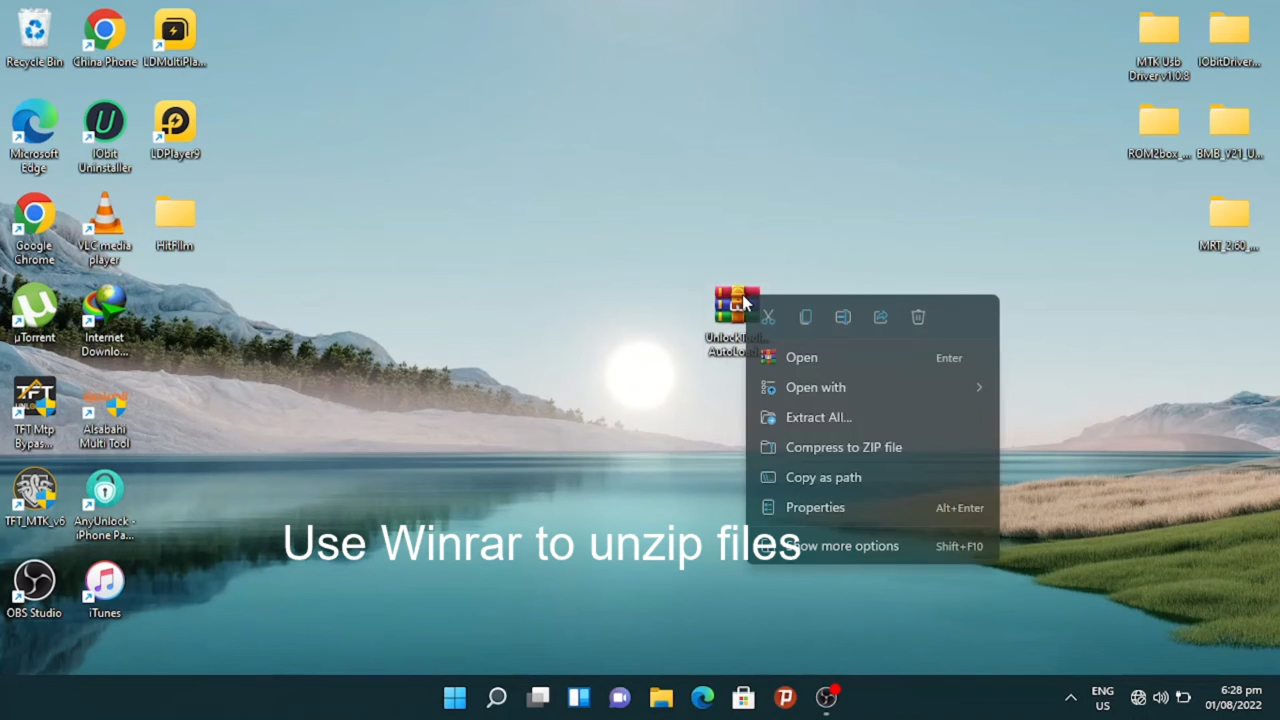 Recycle Bin
China Phone
LDMultiPla...
Microsoft
Edge
IObit
Uninstaller
LDPlayer9
Google
Chrome
VLC media
player
HitFilm
µTorrent
Internet
Downlo...
TFT Mtp
Bypas...
Alsabahi
Multi Tool
TFT_MTK_v6
AnyUnlock -
iPhone Pa...
OBS Studio
iTunes
MTK Usb
Driver v1.0.8
IObitDriver...
ROM2box_...
BMB_V21_U...
MRT_2.60_...
Open
Enter
Open with
Extract All...
Compress to ZIP file
Copy as path
Properties
Alt+Enter
Show more options
Shift+F10
Use Winrar to unzip files
ENG
US
6:28 pm
01/08/2022